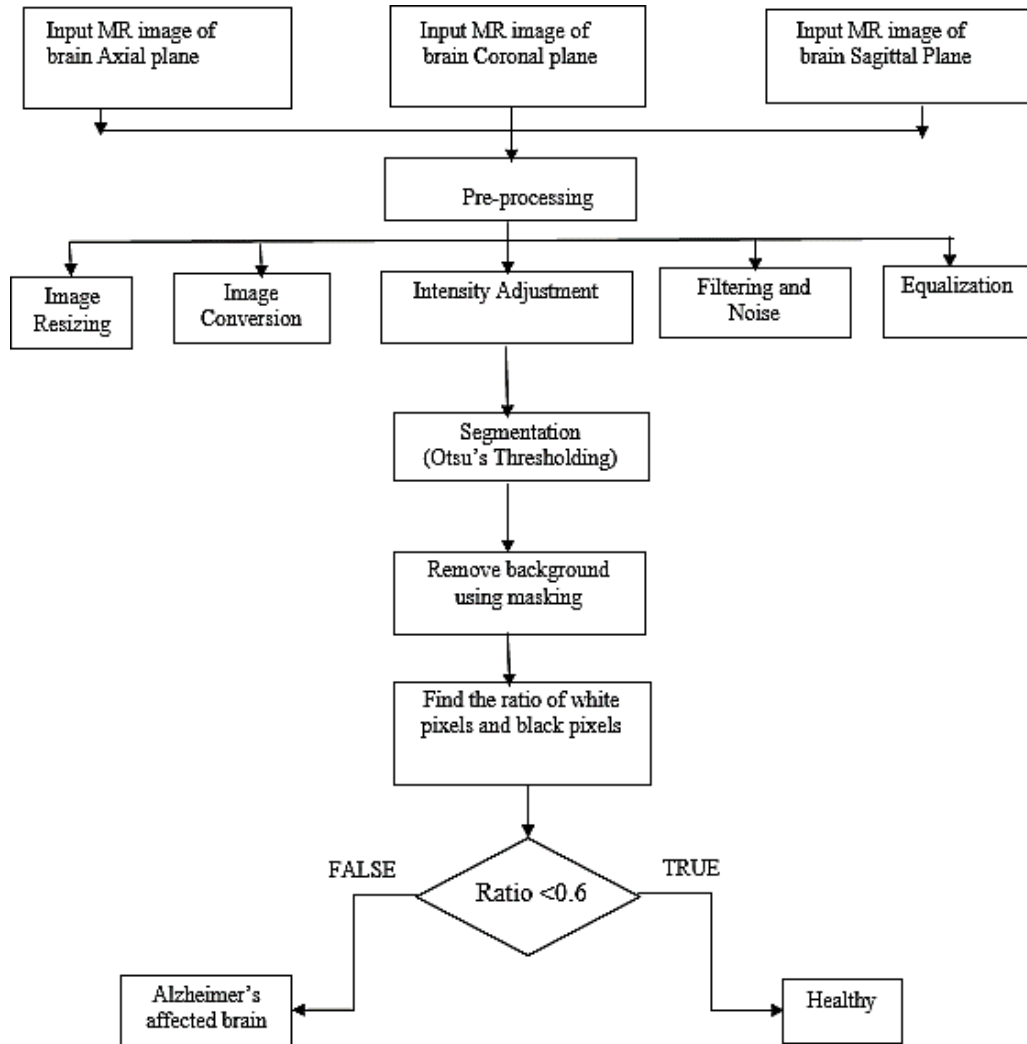 Input MR image of
brain Axial plane
Input MR image of
brain Coronal plane
Input MR image of
brain Sagittal Plane
Pre-processing
Image
Resizing
Image
Conversion
Intensity Adjustment
Filtering and
Noise
Equalization
Segmentation
(Otsu’s Thresholding)
Remove background
using masking
Find the ratio of white
pixels and black pixels
FALSE
TRUE
Ratio <0.6
Alzheimer’s
affected brain
Healthy